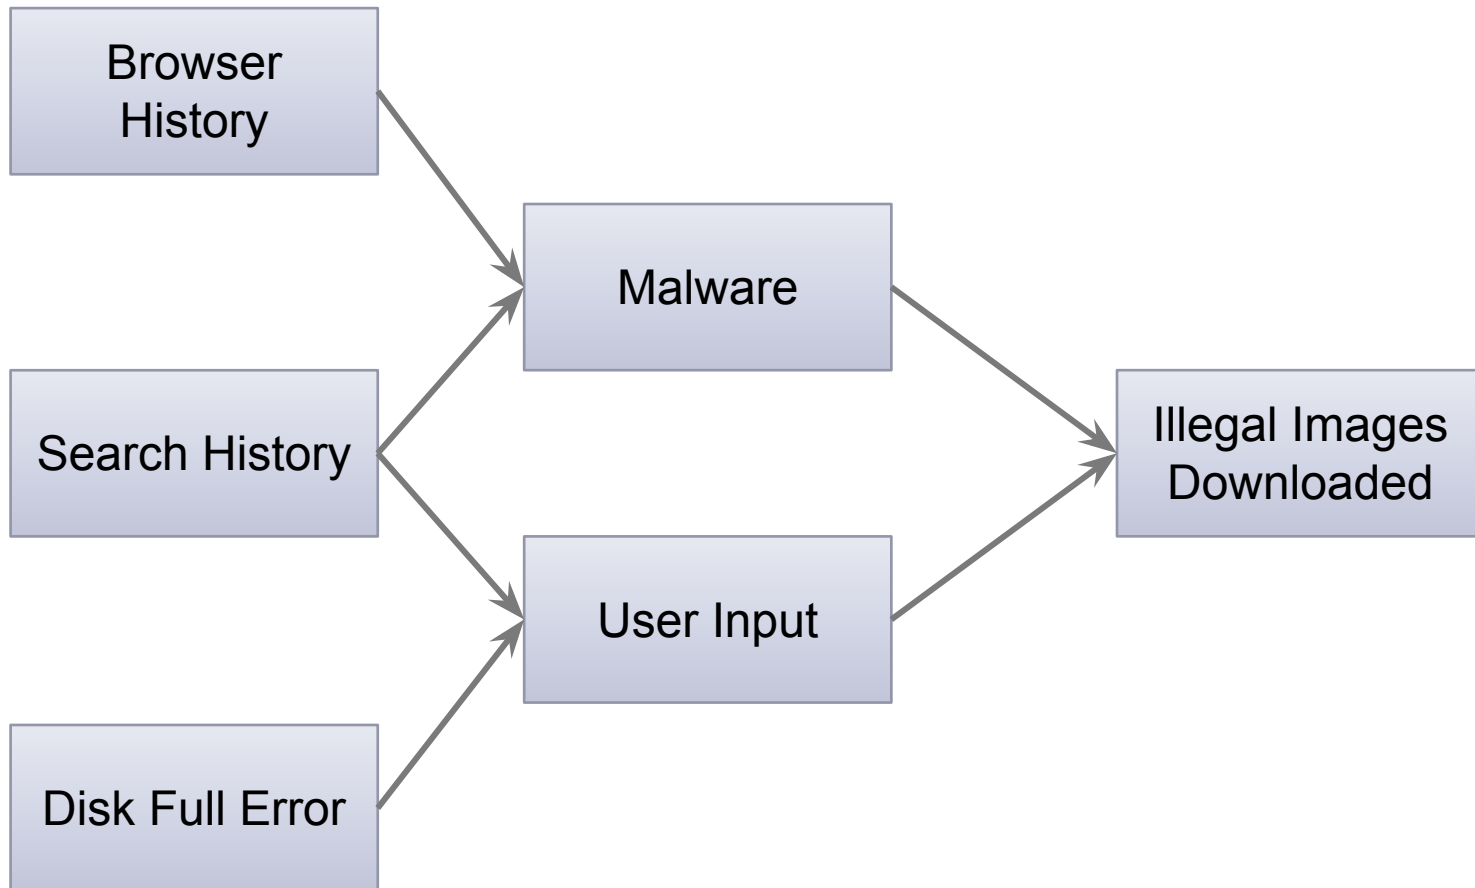 Browser
History
Malware
Search History
Illegal Images
Downloaded
User Input
Disk Full Error